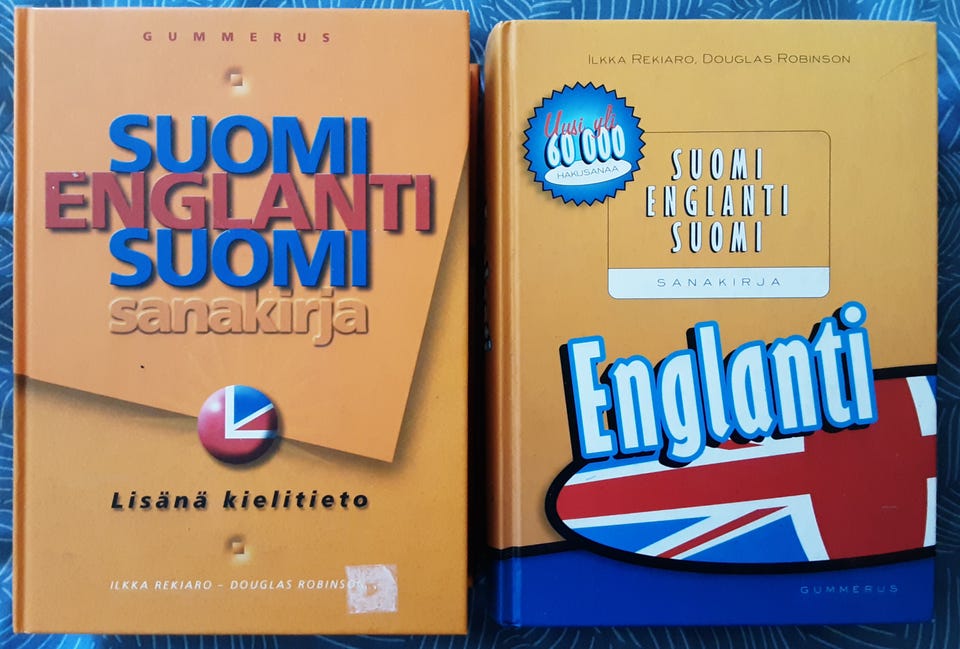 GUMMERUS
SUOMI
ENGLANTI
SUOMI
sanakirja
Lisänä kielitieto
ILKKA REKIARO – DOUGLAS ROBINSON
ILKKA REKIARO, DOUGLAS ROBINSON
Uusi yli
60 000
HAKUSANAA
SUOMI
ENGLANTI
SUOMI
SANAKIRJA
Englanti
GUMMERUS